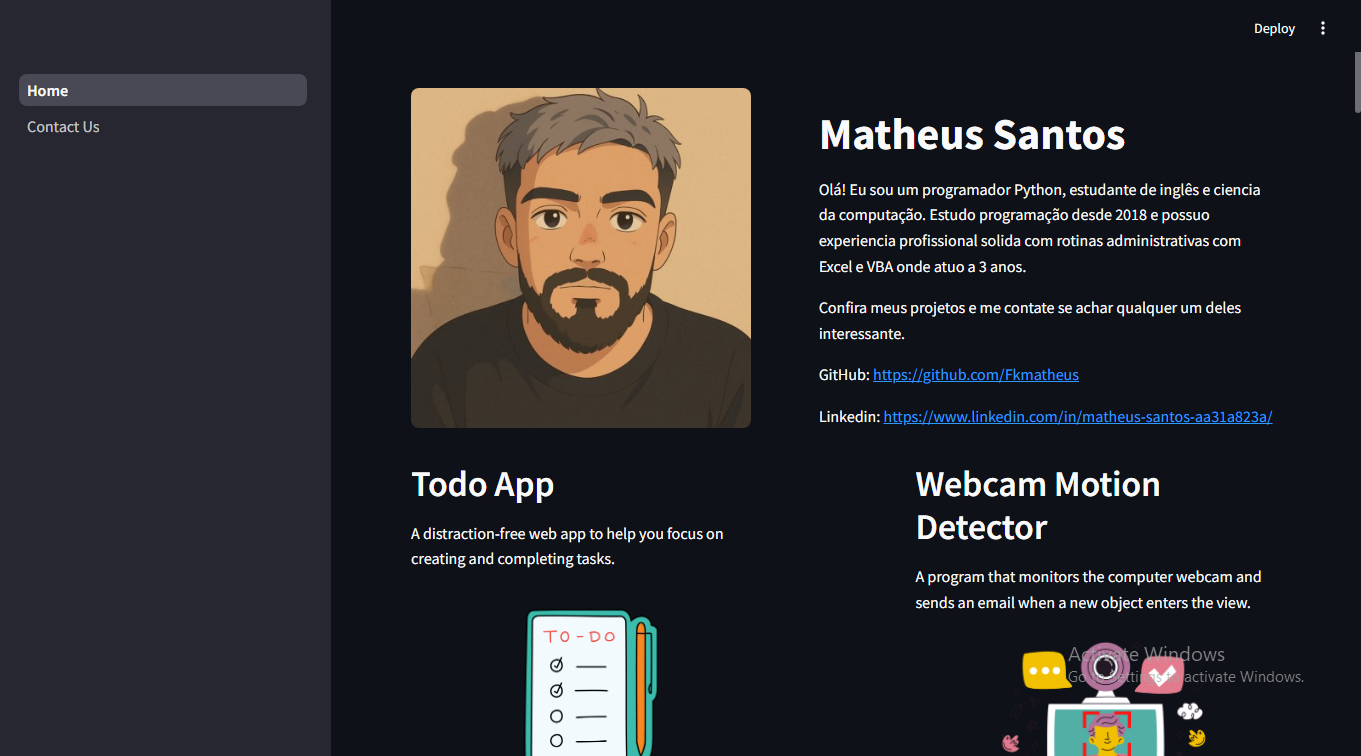 Deploy
Home
Contact Us
Matheus Santos
Olá! Eu sou um programador Python, estudante de inglês e ciencia
da computação. Estudo programação desde 2018 e possuo
experiencia profissional solida com rotinas administrativas com
Excel e VBA onde atuo a 3 anos.
Confira meus projetos e me contate se achar qualquer um deles
interessante.
GitHub: https://github.com/Fkmatheus
Linkedin: https://www.linkedin.com/in/matheus-santos-aa31a823a/
Todo App
A distraction-free web app to help you focus on
creating and completing tasks.
TO-DO
Webcam Motion
Detector
A program that monitors the computer webcam and
sends an email when a new object enters the view.
Activate Windows
Go to Settings to activate Windows.